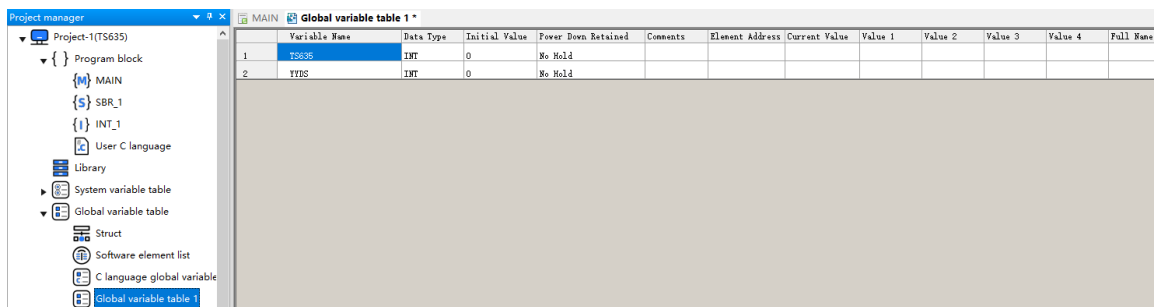 Project manager
MAIN Global variable table 1 *
Project-1(TS635)
Program block
{M} MAIN
{S} SBR_1
{I} INT_1
.c User C language
Library
System variable table
Global variable table
Struct
Software element list
C language global variable
Global variable table 1
Variable Name Data Type Initial Value Power Down Retained Comments Element Address Current Value Value 1 Value 2 Value 3 Value 4 Full Name
1 TS635 INT 0 No Hold
2 YYDS INT 0 No Hold